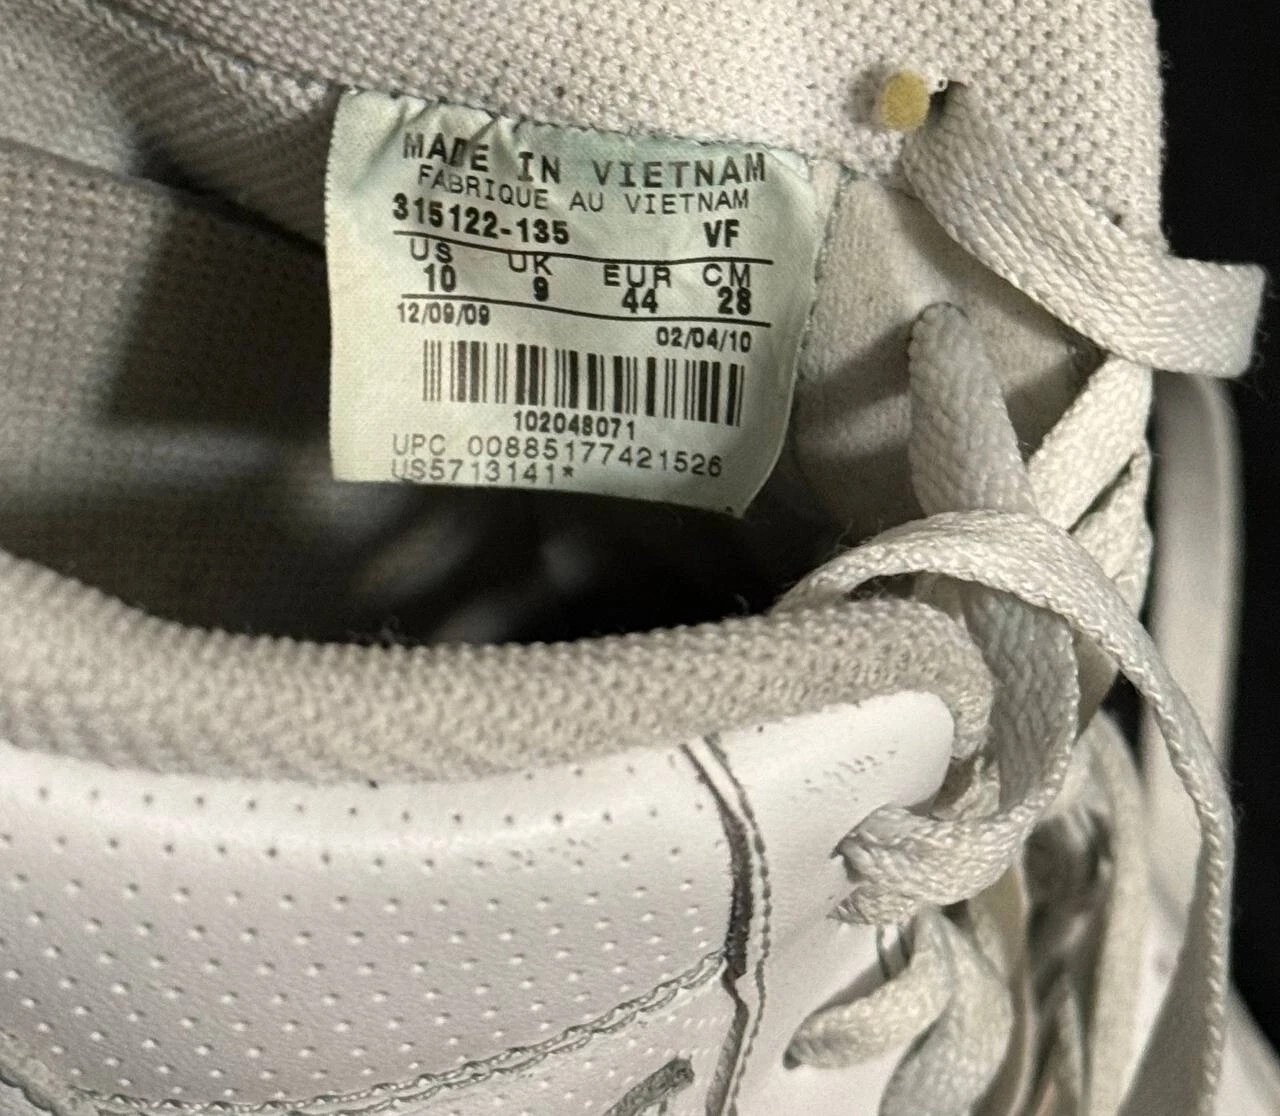 MADE IN VIETNAM
FABRIQUE AU VIETNAM
315122-135 VF
US UK EUR CM
10 9 44 28
12/09/09 02/04/10
102048071
UPC 00885177421526
US5713141*